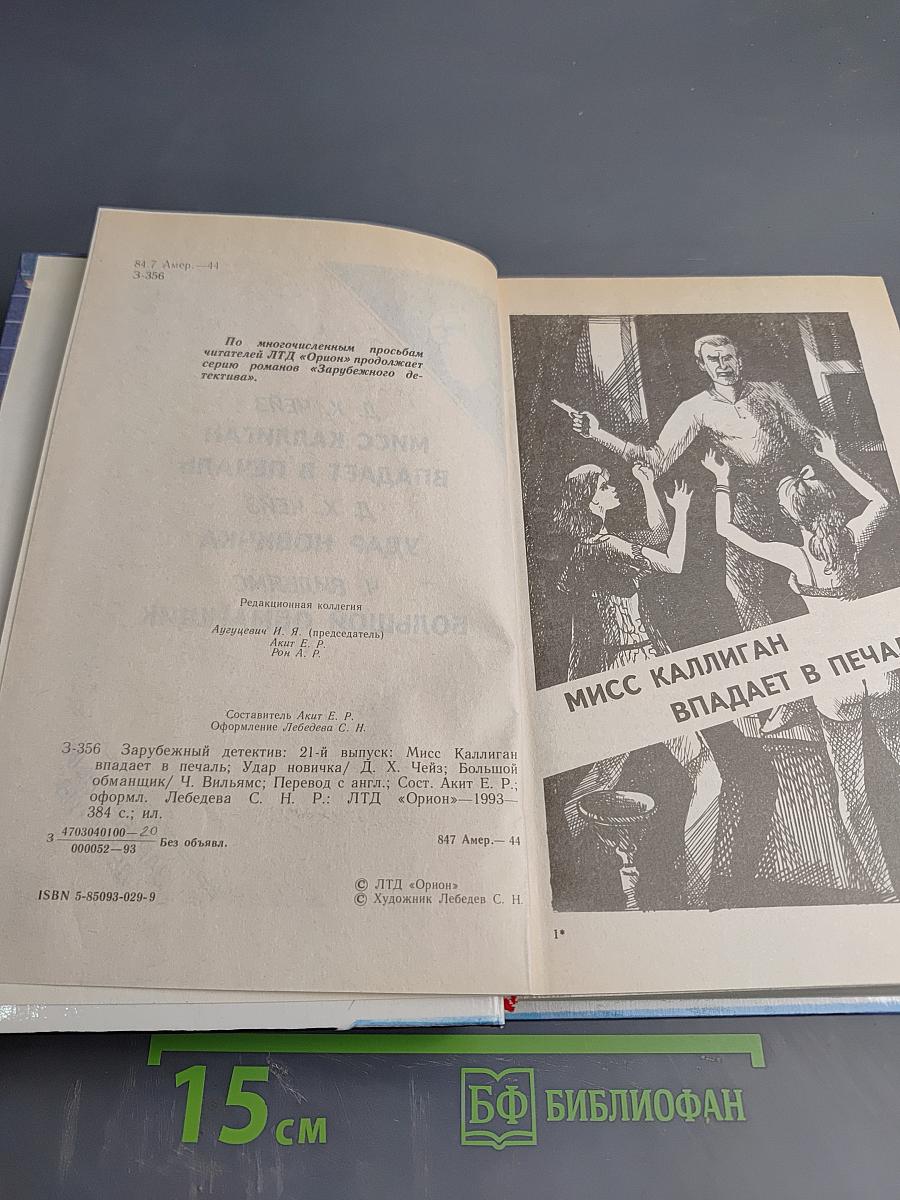 84.7 Амер.—44
З-356
По многочисленным просьбам
читателей ЛТД «Орион» продолжает
серию романов «Зарубежного де-
тектива».
Редакционная коллегия
Аугуцевич И. Я. (председатель)
Акит Е. Р.
Рон А. Р.
Составитель Акит Е. Р.
Оформление Лебедева С. Н.
З-356 Зарубежный детектив: 21-й выпуск: Мисс Каллиган
впадает в печаль; Удар новичка/ Д. Х. Чейз; Большой
обманщик/ Ч. Вильямс; Перевод с англ.; Сост. Акит Е. Р.;
оформл. Лебедева С. Н. Р.: ЛТД «Орион»—1993—
384 с.; ил.
З 4703040100—20
000052—93 Без объявл.
847 Амер.— 44
ISBN 5-85093-029-9
© ЛТД «Орион»
© Художник Лебедев С. Н.
МИСС КАЛЛИГАН
ВПАДАЕТ В ПЕЧАЛ
1*
15 см
БФ БИБЛИОФАН